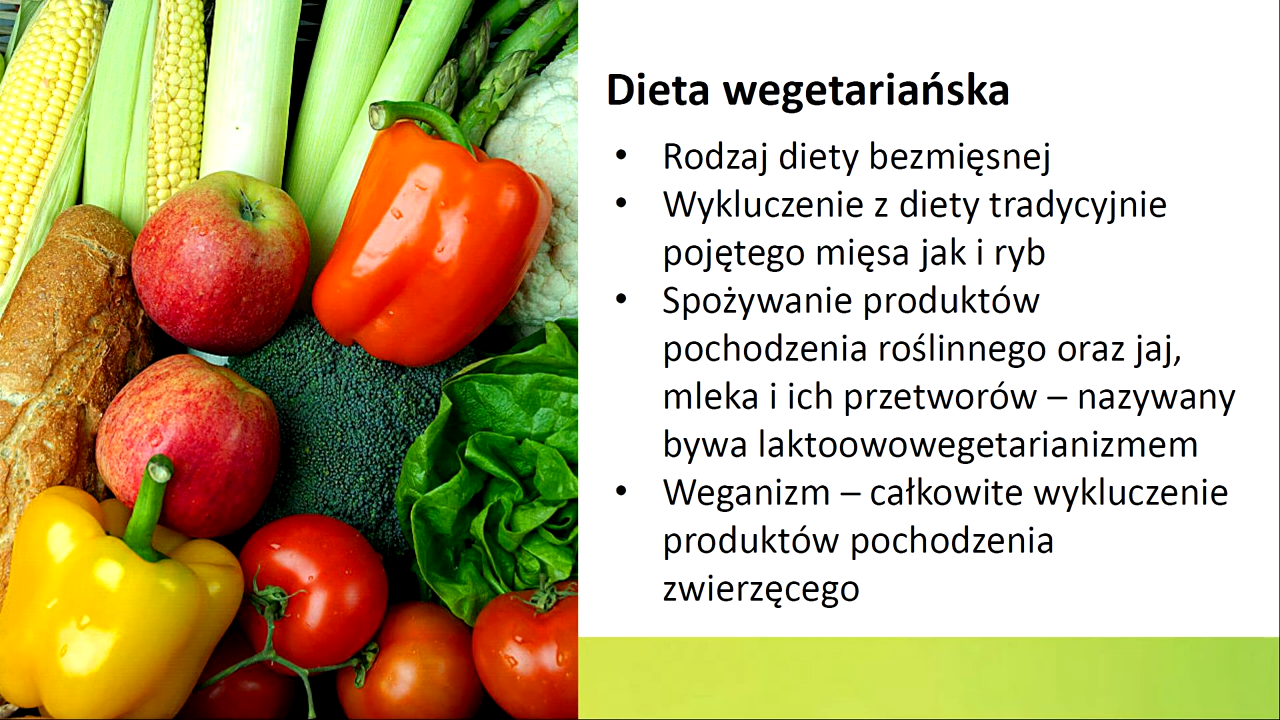 Dieta wegetariańska
• Rodzaj diety bezmięsnej
• Wykluczenie z diety tradycyjnie
pojętego mięsa jak i ryb
• Spożywanie produktów
pochodzenia roślinnego oraz jaj,
mleka i ich przetworów – nazywany
bywa laktoowowegetarianizmem
• Weganizm – całkowite wykluczenie
produktów pochodzenia
zwierzęcego